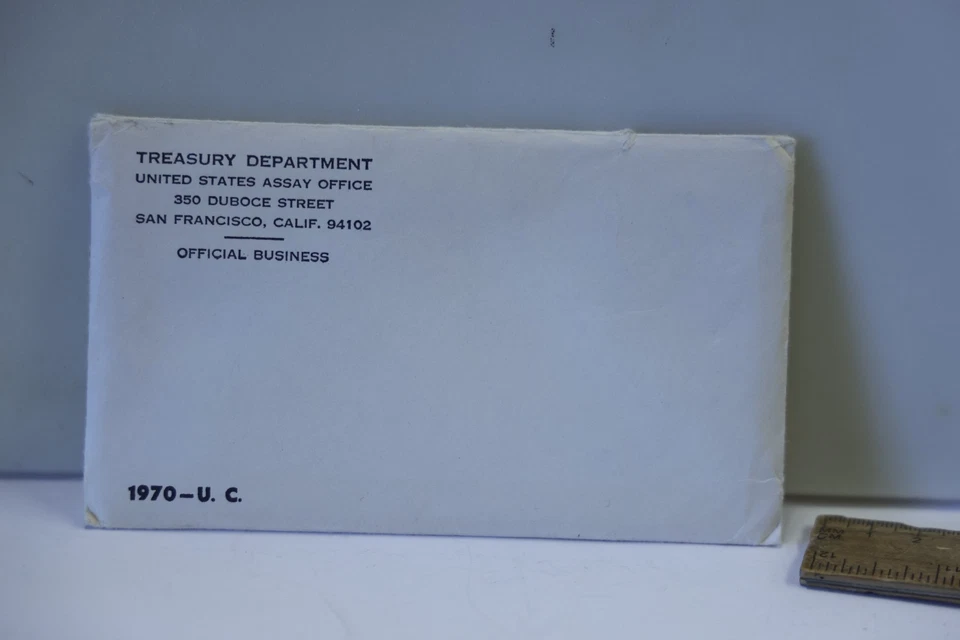 TREASURY DEPARTMENT
UNITED STATES ASSAY OFFICE
350 DUBOCE STREET
SAN FRANCISCO, CALIF. 94102
OFFICIAL BUSINESS
1970—U. C.